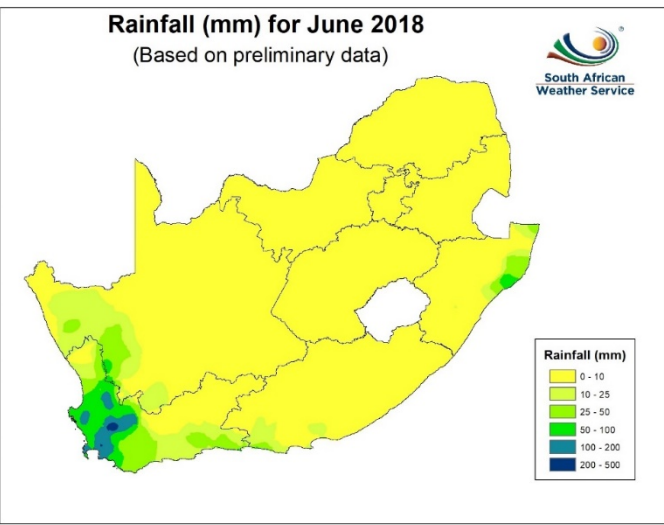 Rainfall (mm) for June 2018
(Based on preliminary data)
South African
Weather Service
Rainfall (mm)
0 - 10
10 - 25
25 - 50
50 - 100
100 - 200
200 - 500